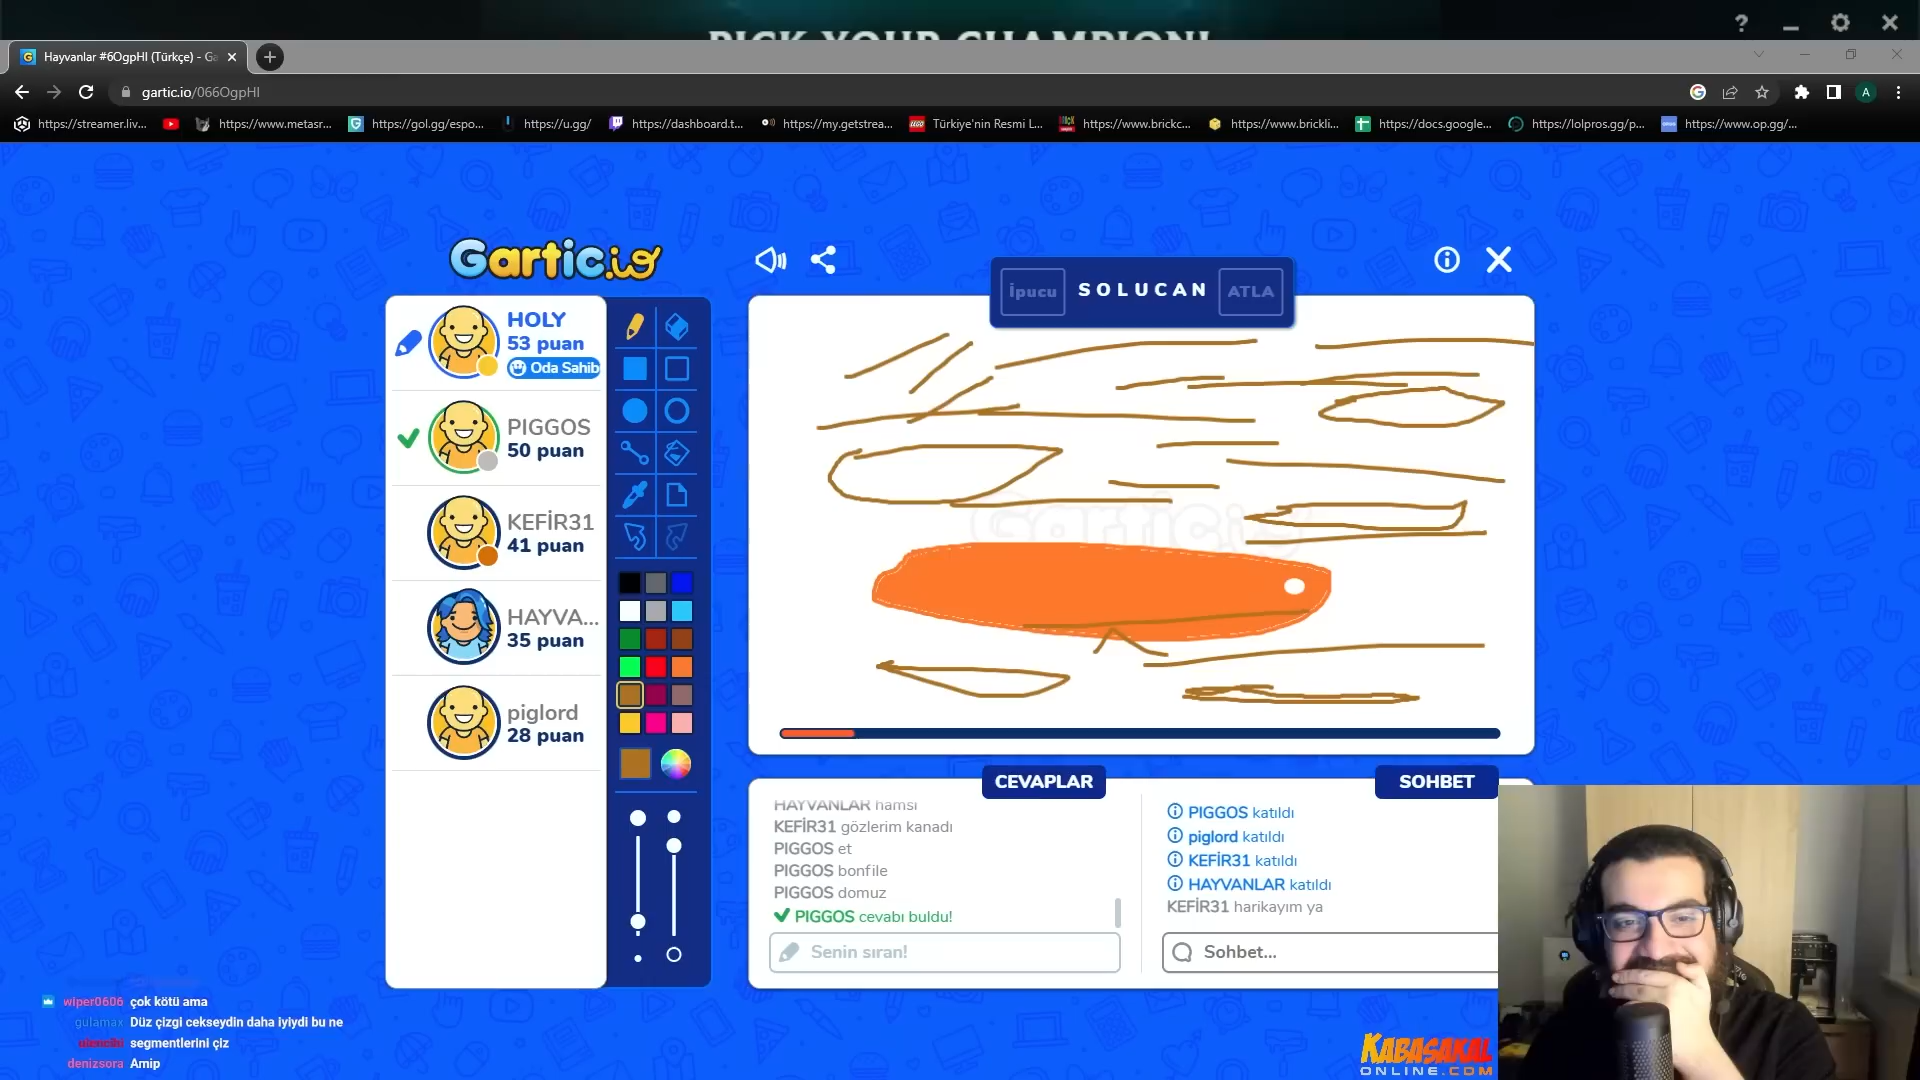 PICK YOUR CHAMPION!
Hayvanlar #6OgpHI (Türkçe) - Ga
gartic.io/066OgpHI
A
https://streamer.liv...
https://www.metasr...
https://gol.gg/espo...
https://u.gg/
https://dashboard.t...
https://my.getstrea...
Türkiye'nin Resmi L...
https://www.brickc...
https://www.brickli...
https://docs.google...
https://lolpros.gg/p...
https://www.op.gg/...
Gartic.io
İpucu
SOLUCAN
ATLA
HOLY
53 puan
Oda Sahib
PIGGOS
50 puan
KEFİR31
41 puan
HAYVA...
35 puan
piglord
28 puan
Gartic.io
CEVAPLAR
HAYVANLAR hamsi
KEFİR31 gözlerim kanadı
PIGGOS et
PIGGOS bonfile
PIGGOS domuz
PIGGOS cevabı buldu!
Senin sıran!
SOHBET
PIGGOS katıldı
piglord katıldı
KEFİR31 katıldı
HAYVANLAR katıldı
KEFİR31 harikayım ya
Sohbet...
wiper0606 çok kötü ama
gulamax Düz çizgi cekseydin daha iyiydi bu ne
segmentlerini çiz
denizsora Amip
KABASAKAL
ONLINE.COM